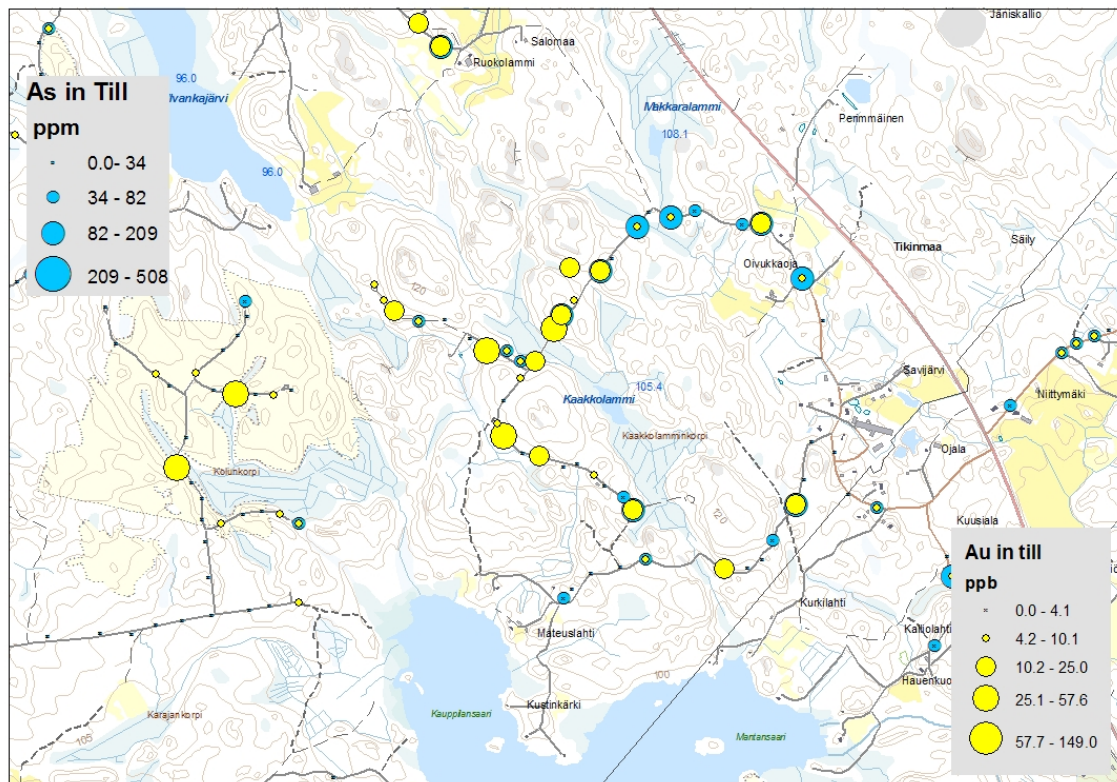 Jäniskallio
Salomaa
Ruokolammi
As in Till
ppm
0.0- 34
34 - 82
82 - 209
209 - 508
96.0
Ivankajärvi
96.0
Makkaralammi
108.1
Perimmäinen
Tikinmaa
Säily
Oivukkaoja
120
105.4
Kaakkolammi
Kaakkolamminkorpi
Savijärvi
Niittymäki
Ojala
Kolunkorpi
120
Kuusiala
Au in till
ppb
0.0 - 4.1
4.2 - 10.1
10.2 - 25.0
25.1 - 57.6
57.7 - 149.0
Kurkilahti
Mateuslahti
Kalliolahti
Hauenkuo
100
Kustinkärki
Kauppilansaari
Mantansaari
Karajankorpi
105